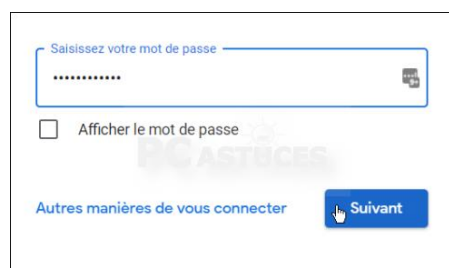 Saisissez votre mot de passe
••••••••••••
Afficher le mot de passe
PC ASTUCES
Autres manières de vous connecter
Suivant